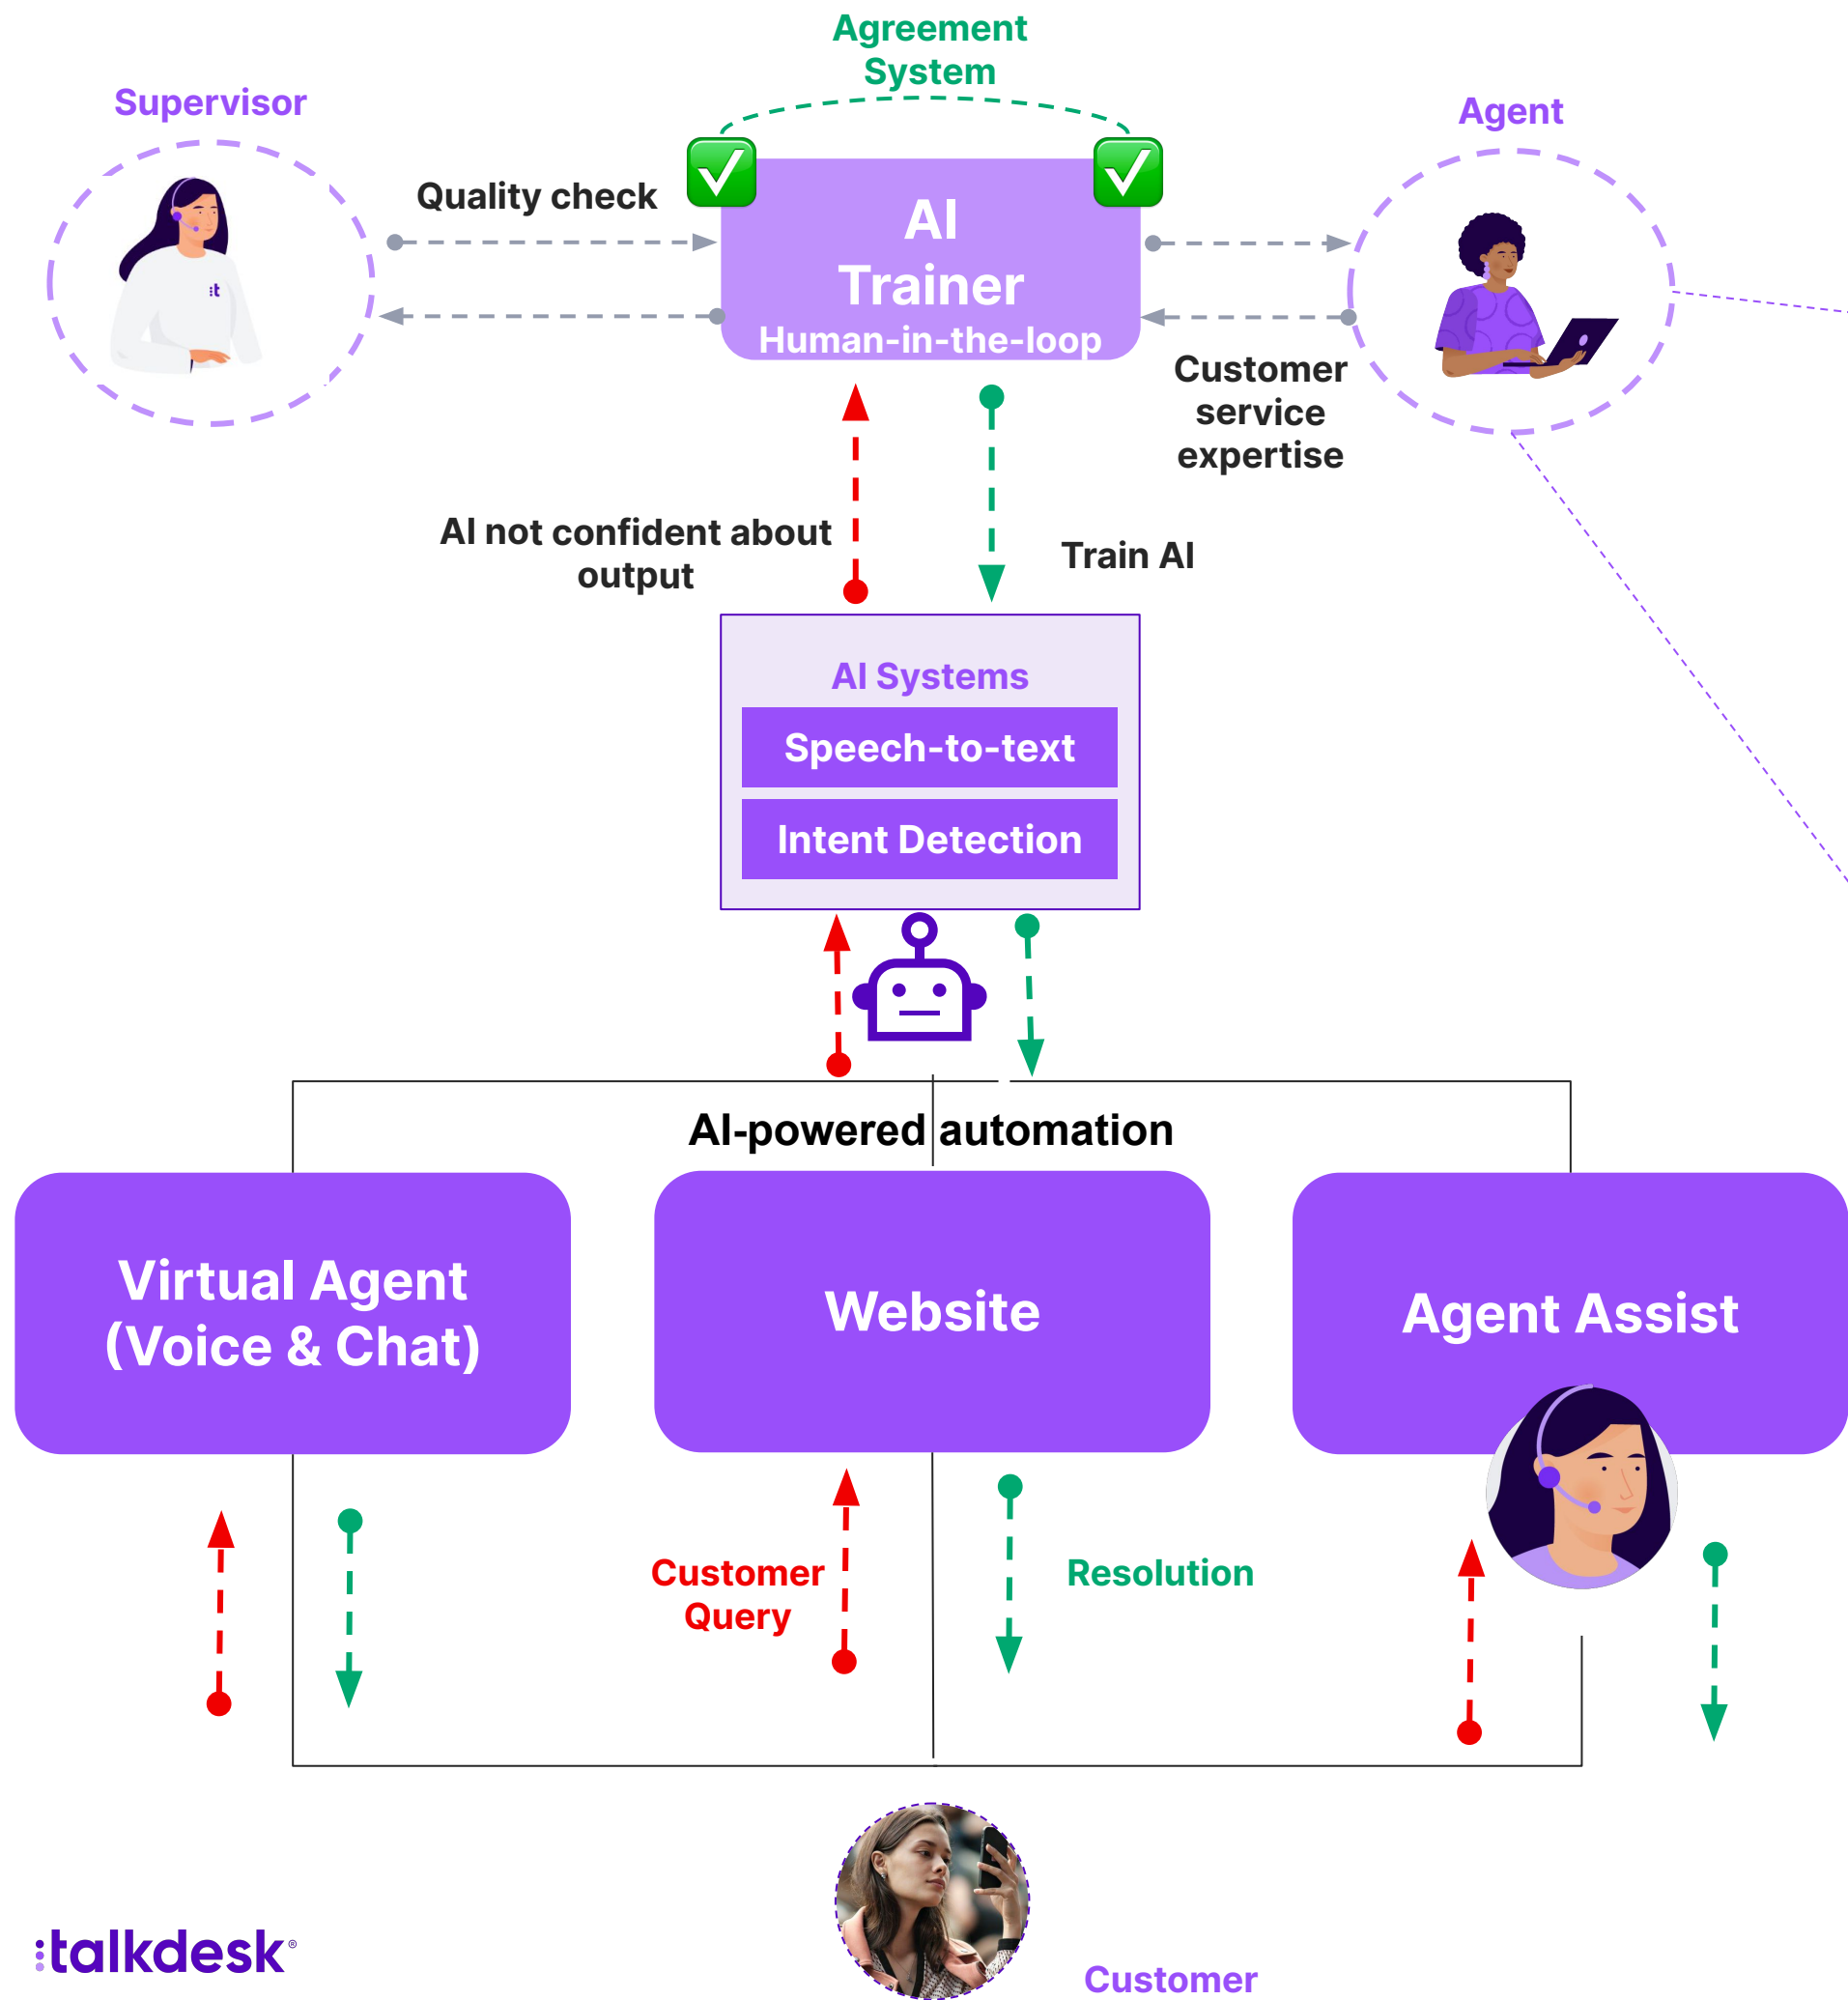 Agreement
System
Supervisor
Agent
Quality check
AI
Trainer
Human-in-the-loop
:t
Customer
service
expertise
AI not confident about
output
Train AI
AI Systems
Speech-to-text
Intent Detection
AI-powered automation
Virtual Agent
(Voice & Chat)
Website
Agent Assist
Customer
Query
Resolution
:talkdesk®
Customer